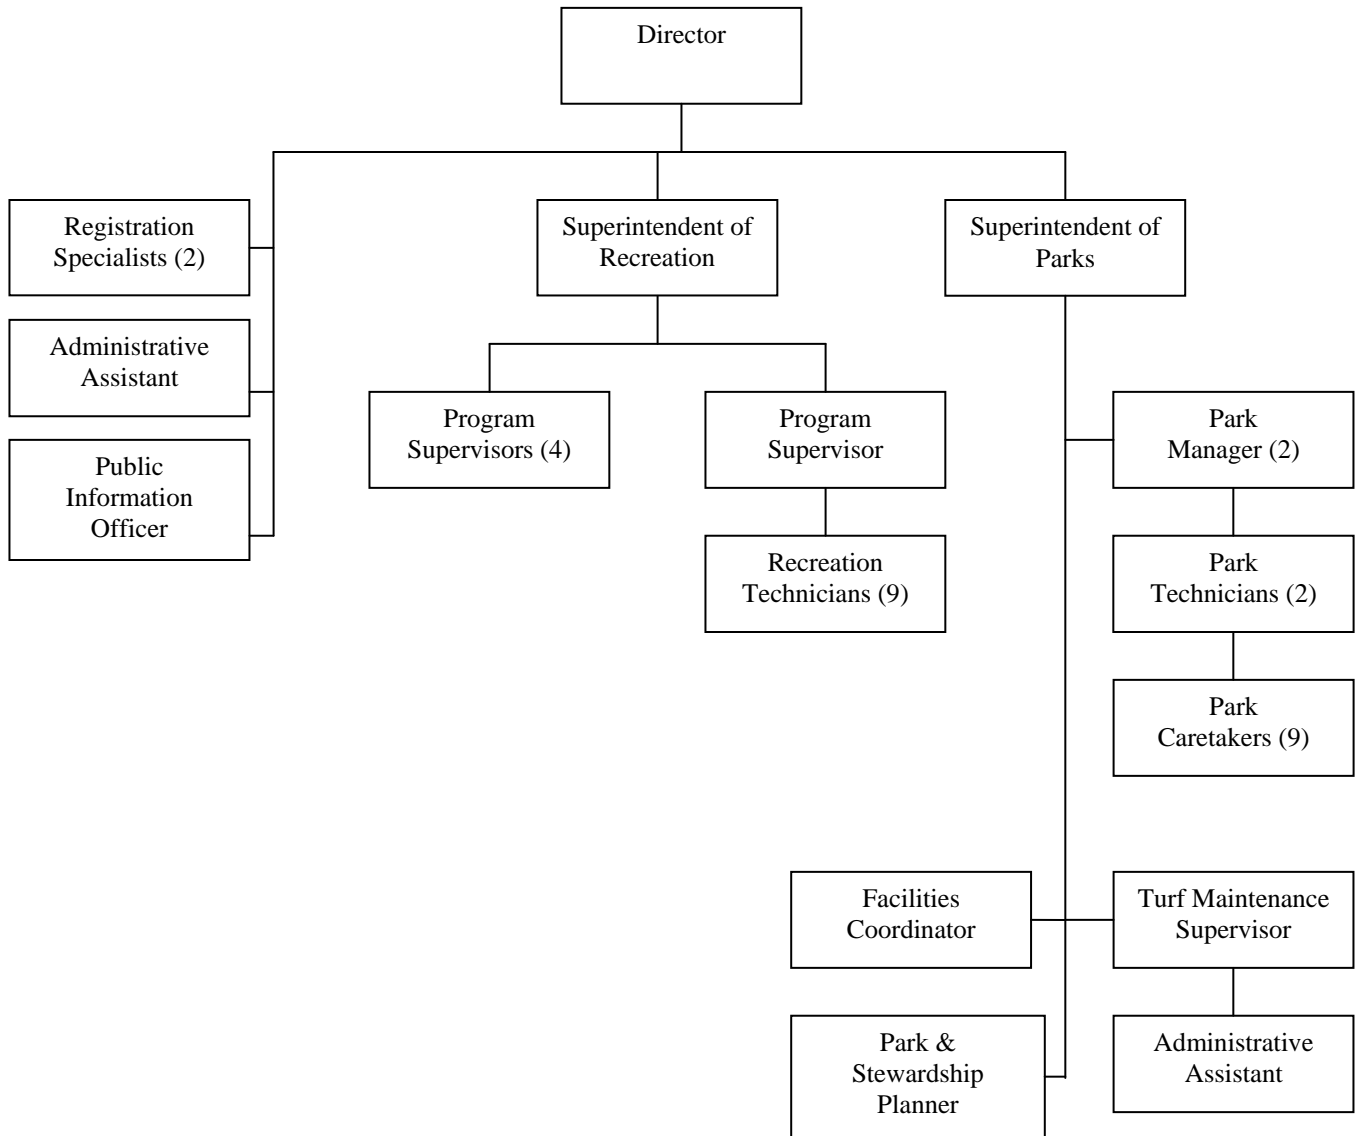 Director
Registration
Specialists (2)
Superintendent of
Recreation
Superintendent of
Parks
Administrative
Assistant
Public
Information
Officer
Program
Supervisors (4)
Program
Supervisor
Recreation
Technicians (9)
Park
Manager (2)
Park
Technicians (2)
Park
Caretakers (9)
Facilities
Coordinator
Turf Maintenance
Supervisor
Park &
Stewardship
Planner
Administrative
Assistant